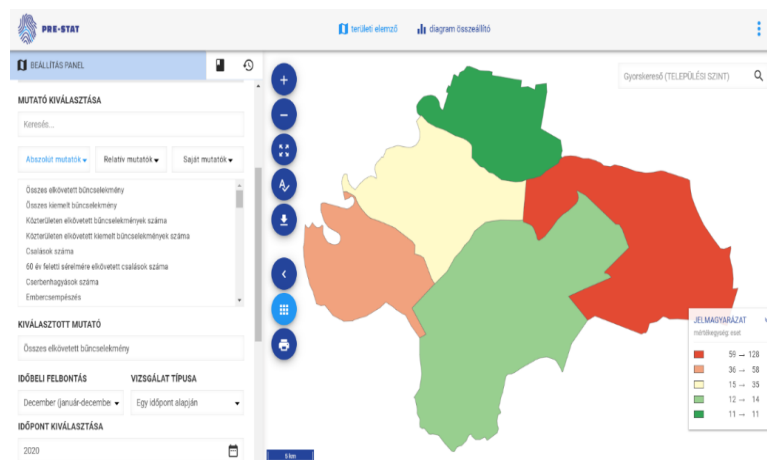 PRE-STAT
területi elemző
diagram összeállító
BEÁLLÍTÁS PANEL
Gyorskereső (TELEPÜLÉSI SZINT)
MUTATÓ KIVÁLASZTÁSA
Keresés...
Abszolút mutatók
Relatív mutatók
Saját mutatók
Összes elkövetett bűncselekmény
Összes kiemelt bűncselekmény
Közterületen elkövetett bűncselekmények száma
Közterületen elkövetett kiemelt bűncselekmények száma
Csalások száma
60 év feletti sérelmére elkövetett csalások száma
Cserbenhagyások száma
Embercsempészés
KIVÁLASZTOTT MUTATÓ
Összes elkövetett bűncselekmény
IDŐBELI FELBONTÁS
VIZSGÁLAT TÍPUSA
December (január-decembe
Egy időpont alapján
IDŐPONT KIVÁLASZTÁSA
2020
JELMAGYARÁZAT
mértékegység: eset
59 → 128
36 → 58
15 → 35
12 → 14
11 → 11
5 km